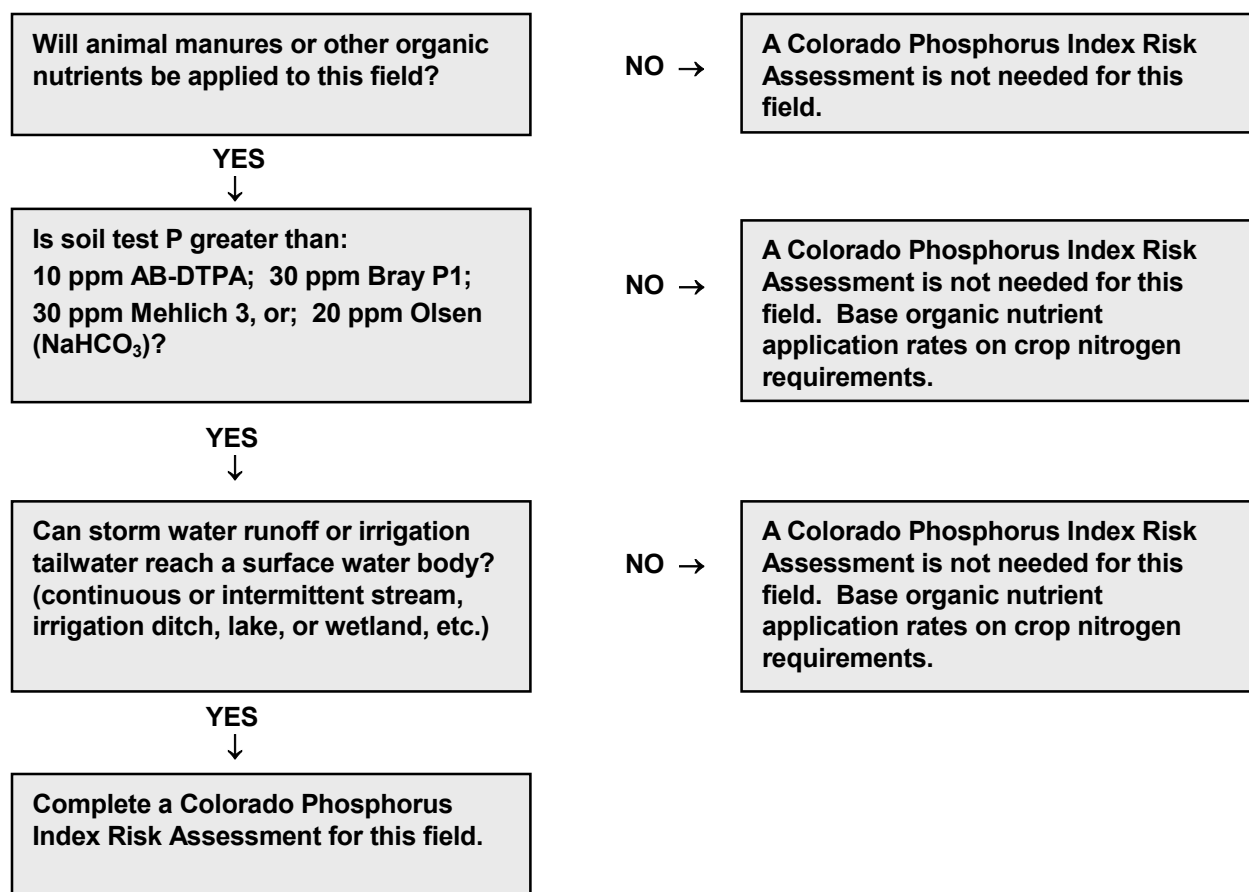 Will animal manures or other organic
nutrients be applied to this field?
NO →
A Colorado Phosphorus Index Risk
Assessment is not needed for this
field.
YES
↓
Is soil test P greater than:
10 ppm AB-DTPA;  30 ppm Bray P1;
30 ppm Mehlich 3, or;  20 ppm Olsen
(NaHCO₃)?
NO →
A Colorado Phosphorus Index Risk
Assessment is not needed for this
field.  Base organic nutrient
application rates on crop nitrogen
requirements.
YES
↓
Can storm water runoff or irrigation
tailwater reach a surface water body?
(continuous or intermittent stream,
irrigation ditch, lake, or wetland, etc.)
NO →
A Colorado Phosphorus Index Risk
Assessment is not needed for this
field.  Base organic nutrient
application rates on crop nitrogen
requirements.
YES
↓
Complete a Colorado Phosphorus
Index Risk Assessment for this field.